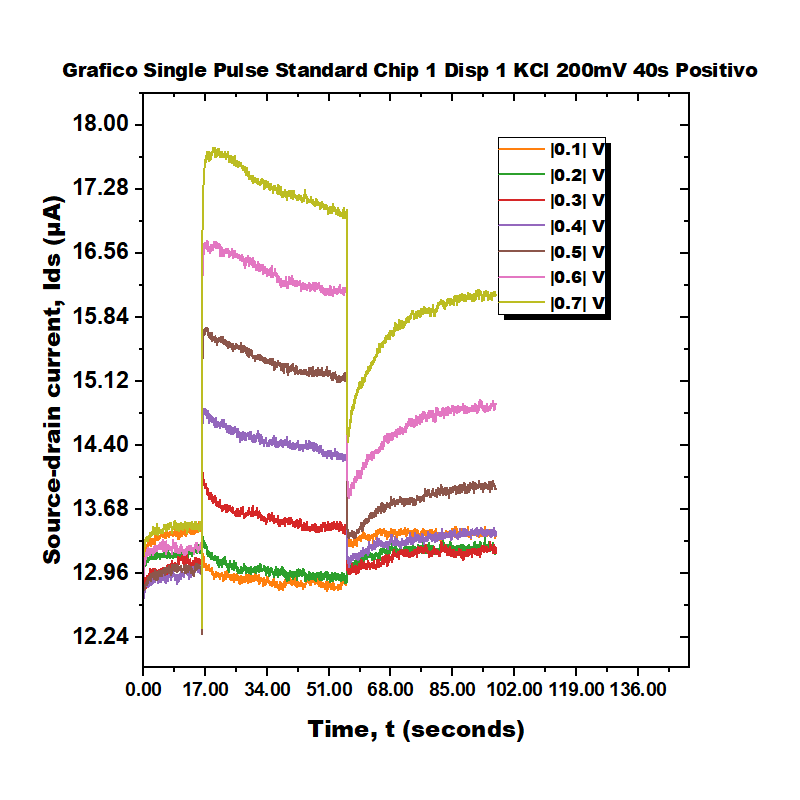 Grafico Single Pulse Standard Chip 1 Disp 1 KCl 200mV 40s Positivo
18.00
17.28
16.56
15.84
15.12
14.40
13.68
12.96
12.24
Source-drain current, Ids (µA)
|0.1| V
|0.2| V
|0.3| V
|0.4| V
|0.5| V
|0.6| V
|0.7| V
0.00 17.00 34.00 51.00 68.00 85.00 102.00 119.00 136.00
Time, t (seconds)